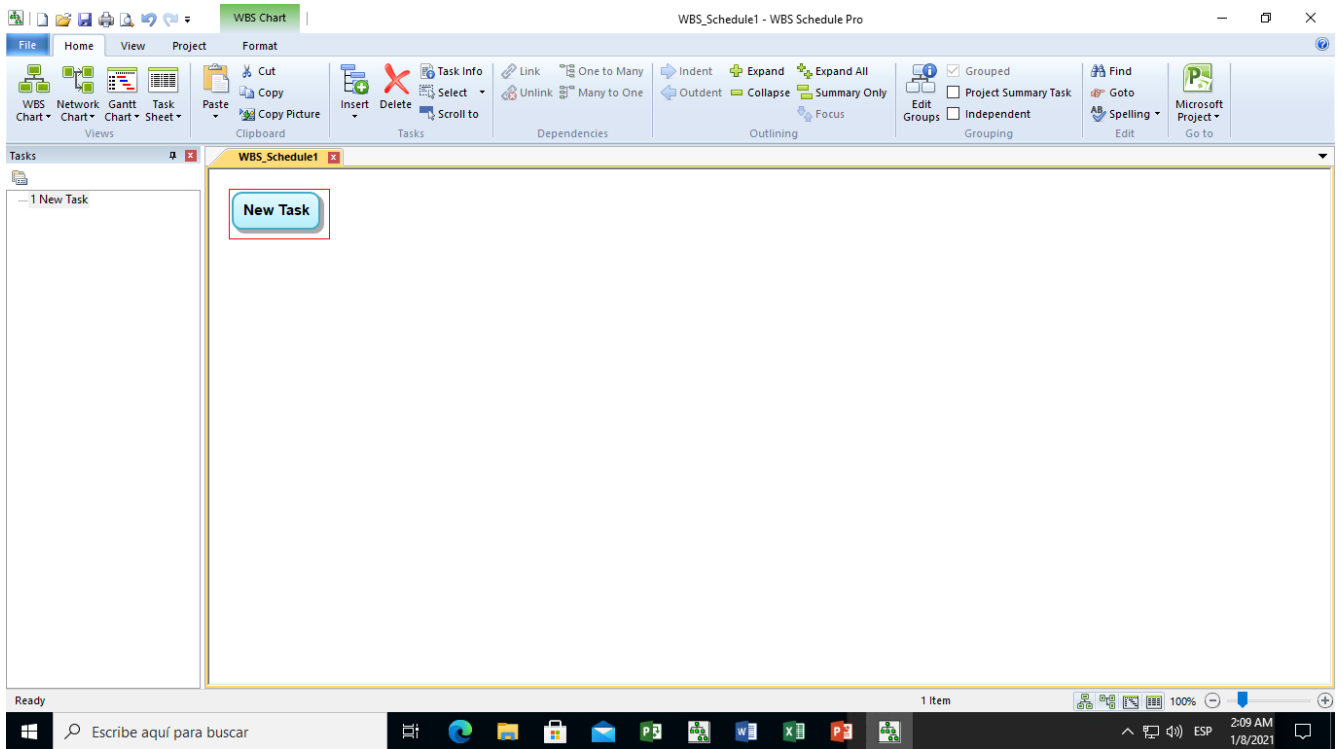 WBS Chart
WBS_Schedule1 - WBS Schedule Pro
File Home View Project Format
WBS Chart
Network Chart
Gantt Chart
Task Sheet
Views
Paste
Cut
Copy
Copy Picture
Clipboard
Insert
Delete
Task Info
Select
Scroll to
Tasks
Link
Unlink
One to Many
Many to One
Dependencies
Indent
Outdent
Expand
Collapse
Expand All
Summary Only
Focus
Outlining
Edit Groups
Grouped
Project Summary Task
Independent
Grouping
Find
Goto
Spelling
Edit
Microsoft Project
Go to
Tasks
WBS_Schedule1
1 New Task
New Task
Ready
1 Item
100%
Escribe aquí para buscar
ESP
2:09 AM
1/8/2021